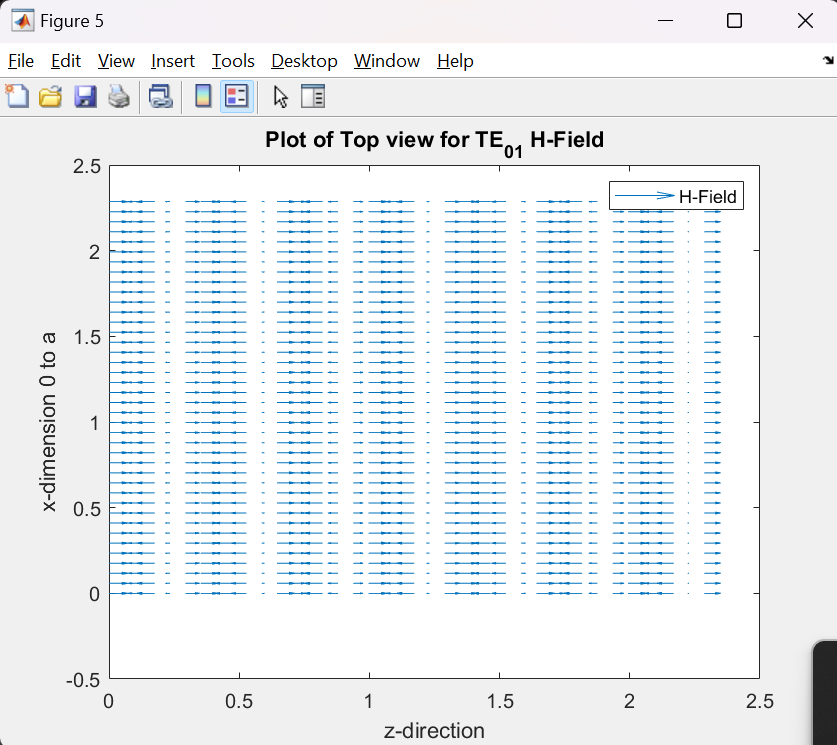 Figure 5
File Edit View Insert Tools Desktop Window Help
Plot of Top view for TE01 H-Field
H-Field
2.5
2
1.5
1
0.5
0
-0.5
x-dimension 0 to a
0 0.5 1 1.5 2 2.5
z-direction